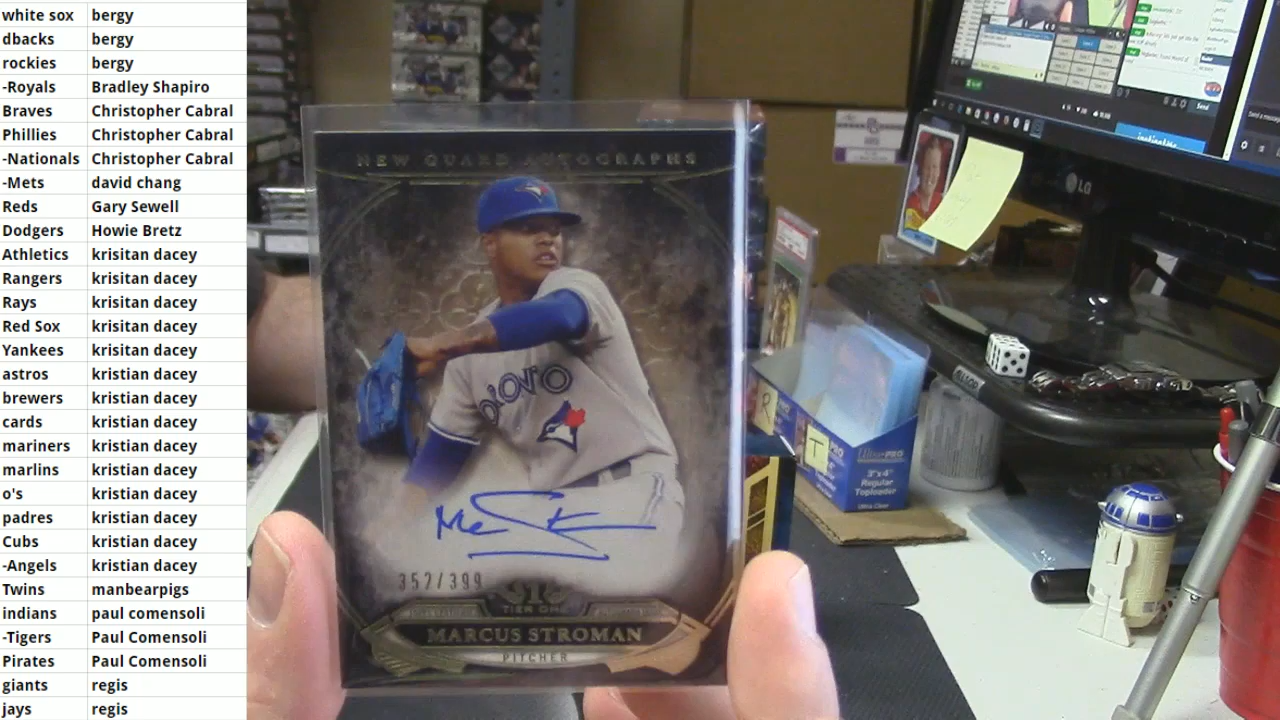 white sox bergy
dbacks bergy
rockies bergy
-Royals Bradley Shapiro
Braves Christopher Cabral
Phillies Christopher Cabral
-Nationals Christopher Cabral
-Mets david chang
Reds Gary Sewell
Dodgers Howie Bretz
Athletics krisitan dacey
Rangers krisitan dacey
Rays krisitan dacey
Red Sox krisitan dacey
Yankees krisitan dacey
astros kristian dacey
brewers kristian dacey
cards kristian dacey
mariners kristian dacey
marlins kristian dacey
o's kristian dacey
padres kristian dacey
Cubs kristian dacey
-Angels kristian dacey
Twins manbearpigs
indians paul comensoli
-Tigers Paul Comensoli
Pirates Paul Comensoli
giants regis
jays regis
NEW GUARD AUTOGRAPHS
352/399
T1
TIER ONE
MARCUS STROMAN
PITCHER
LG
R
T
Ultra PRO
3"x4"
Regular
Toploader
Ultra Clear